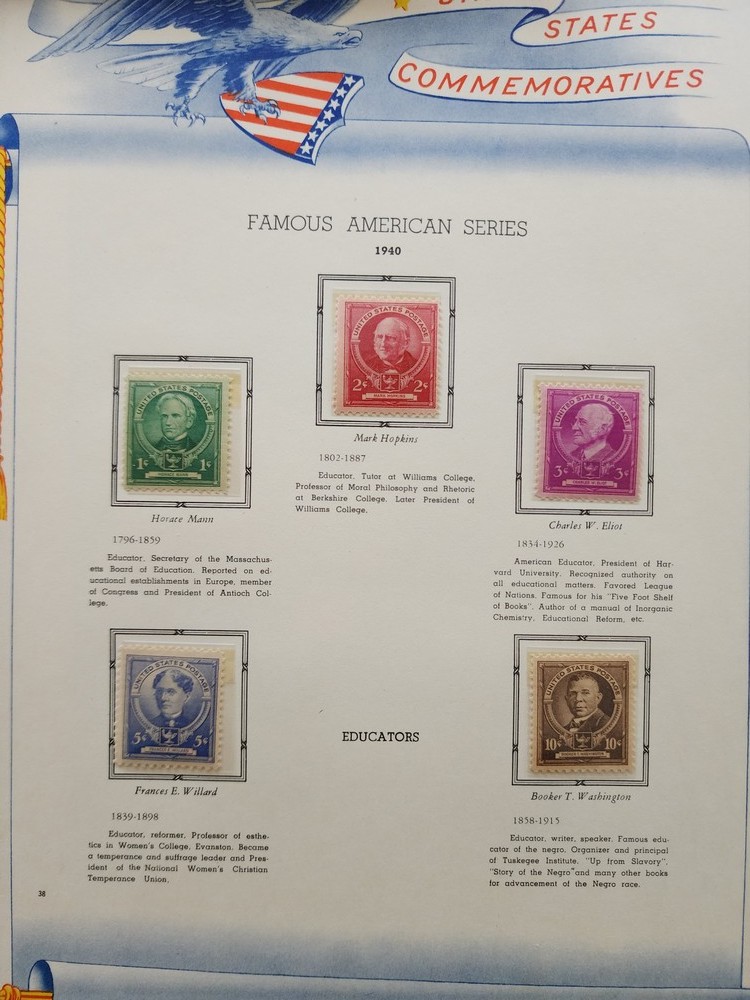 STATES
COMMEMORATIVES
FAMOUS AMERICAN SERIES
1940
UNITED STATES POSTAGE
2¢ 2¢
MARK HOPKINS
Mark Hopkins
1802-1887
Educator. Tutor at Williams College,
Professor of Moral Philosophy and Rhetoric
at Berkshire College. Later President of
Williams College.
UNITED STATES POSTAGE
1¢ 1¢
HORACE MANN
Horace Mann
1796-1859
Educator, Secretary of the Massachus-
etts Board of Education. Reported on ed-
ucational establishments in Europe, member
of Congress and President of Antioch Col-
lege.
UNITED STATES POSTAGE
3¢ 3¢
CHARLES W. ELIOT
Charles W. Eliot
1834-1926
American Educator, President of Har-
vard University. Recognized authority on
all educational matters. Favored League
of Nations. Famous for his "Five Foot Shelf
of Books". Author of a manual of Inorganic
Chemistry, Educational Reform, etc.
UNITED STATES POSTAGE
5¢ 5¢
FRANCES E. WILLARD
Frances E. Willard
1839-1898
Educator, reformer, Professor of esthe-
tics in Women's College, Evanston. Became
a temperance and suffrage leader and Pres-
ident of the National Women's Christian
Temperance Union.
EDUCATORS
UNITED STATES POSTAGE
10¢ 10¢
BOOKER T. WASHINGTON
Booker T. Washington
1858-1915
Educator, writer, speaker. Famous edu-
cator of the negro. Organizer and principal
of Tuskegee Institute. "Up from Slavery".
"Story of the Negro" and many other books
for advancement of the Negro race.
38